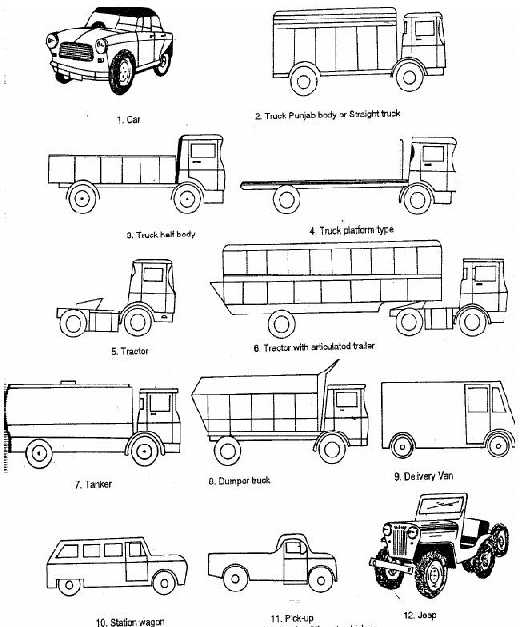 1. Car
2. Truck Punjab body or Straight truck
3. Truck half body
4. Truck platform type
5. Tractor
6. Tractor with articulated trailer
7. Tanker
8. Dumper truck
9. Delivery Van
10. Station wagon
11. Pick-up
12. Jeep